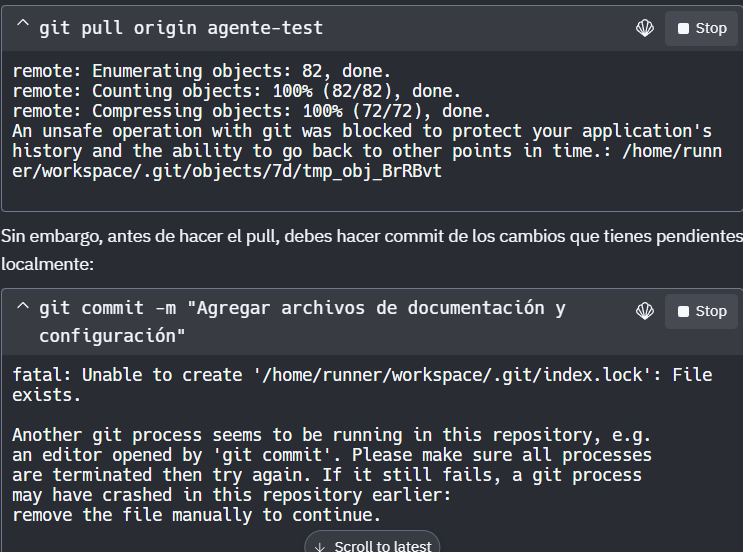 git pull origin agente-test
Stop
remote: Enumerating objects: 82, done.
remote: Counting objects: 100% (82/82), done.
remote: Compressing objects: 100% (72/72), done.
An unsafe operation with git was blocked to protect your application's
history and the ability to go back to other points in time.: /home/runn
er/workspace/.git/objects/7d/tmp_obj_BrRBvt
Sin embargo, antes de hacer el pull, debes hacer commit de los cambios que tienes pendientes
localmente:
git commit -m "Agregar archivos de documentación y
configuración"
Stop
fatal: Unable to create '/home/runner/workspace/.git/index.lock': File
exists.
Another git process seems to be running in this repository, e.g.
an editor opened by 'git commit'. Please make sure all processes
are terminated then try again. If it still fails, a git process
may have crashed in this repository earlier:
remove the file manually to continue.
↓ Scroll to latest